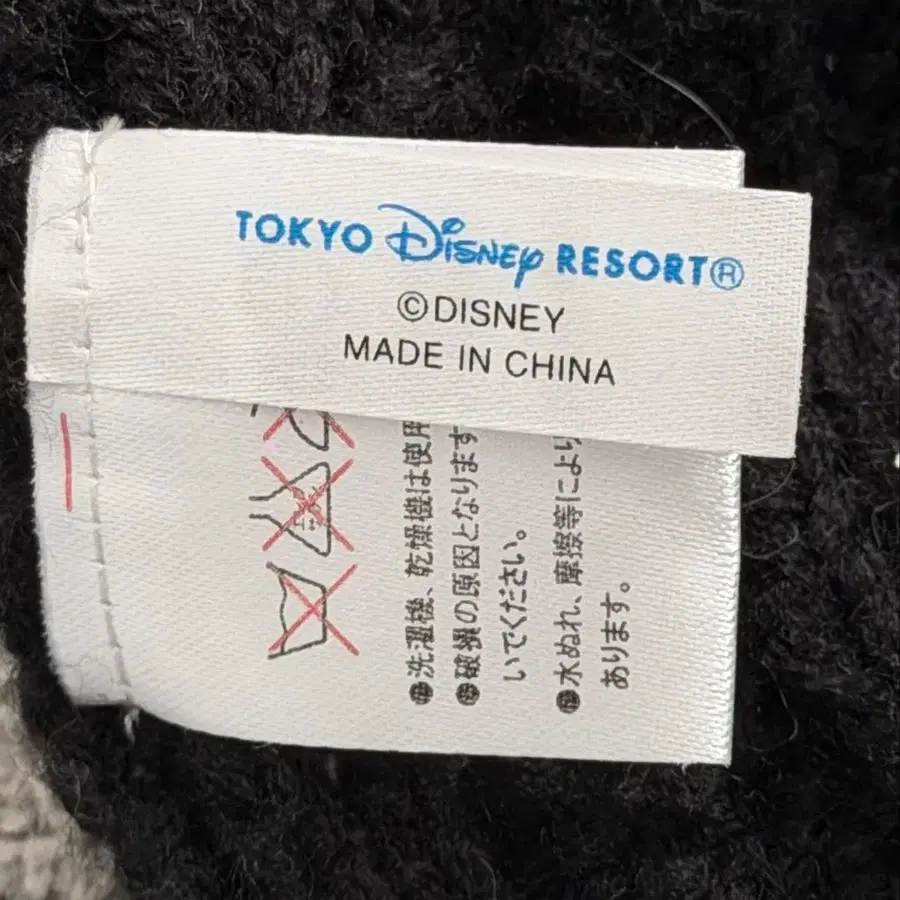 TOKYO Disney RESORT®
©DISNEY
MADE IN CHINA
●洗濯機、乾燥機は使用
●破損の原因となります
いでください。
●水ぬれ、摩擦等により
あります。